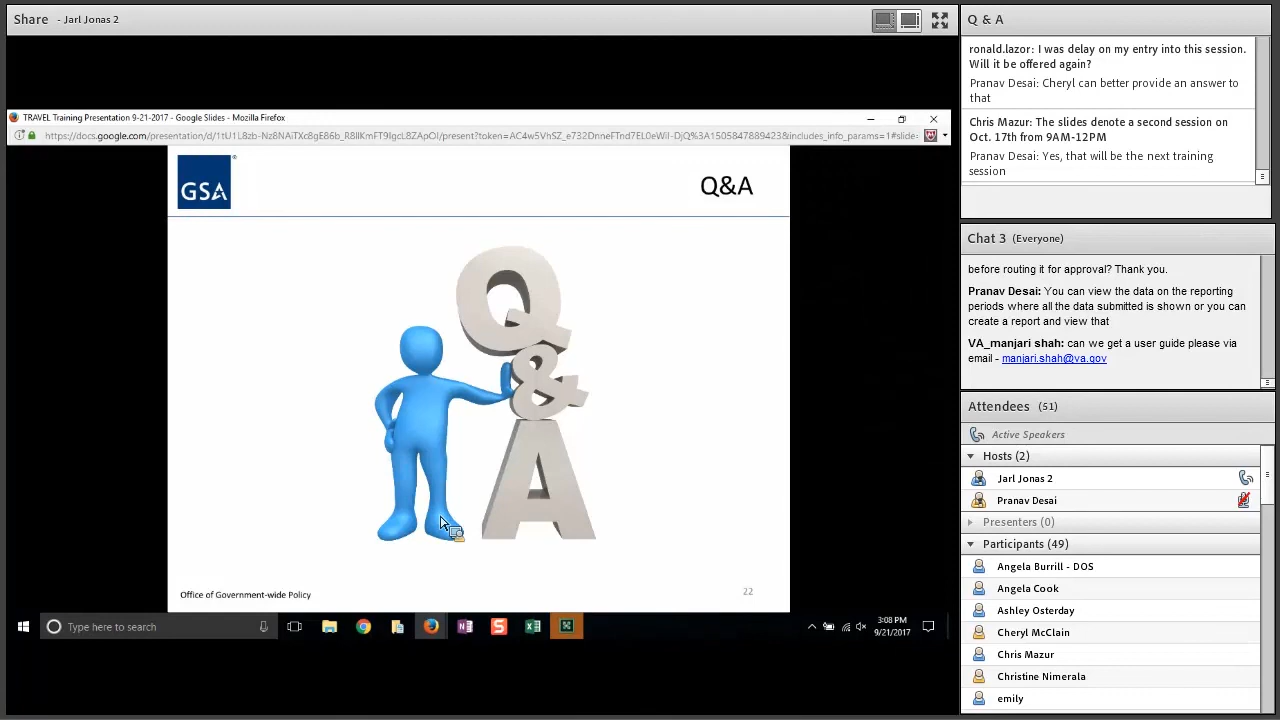 Share - Jarl Jonas 2
TRAVEL Training Presentation 9-21-2017 - Google Slides - Mozilla Firefox
GSA
Q&A
Q
&
A
Office of Government-wide Policy
22
Type here to search
3:08 PM
9/21/2017
Q & A
ronald.lazor: I was delay on my entry into this session.
Will it be offered again?
Pranav Desai: Cheryl can better provide an answer to
that
Chris Mazur: The slides denote a second session on
Oct. 17th from 9AM-12PM
Pranav Desai: Yes, that will be the next training
session
Chat 3 (Everyone)
before routing it for approval? Thank you.
Pranav Desai: You can view the data on the reporting
periods where all the data submitted is shown or you can
create a report and view that
VA_manjari shah: can we get a user guide please via
email - manjari.shah@va.gov
Attendees (51)
Active Speakers
Hosts (2)
Jarl Jonas 2
Pranav Desai
Presenters (0)
Participants (49)
Angela Burrill - DOS
Angela Cook
Ashley Osterday
Cheryl McClain
Chris Mazur
Christine Nimerala
emily